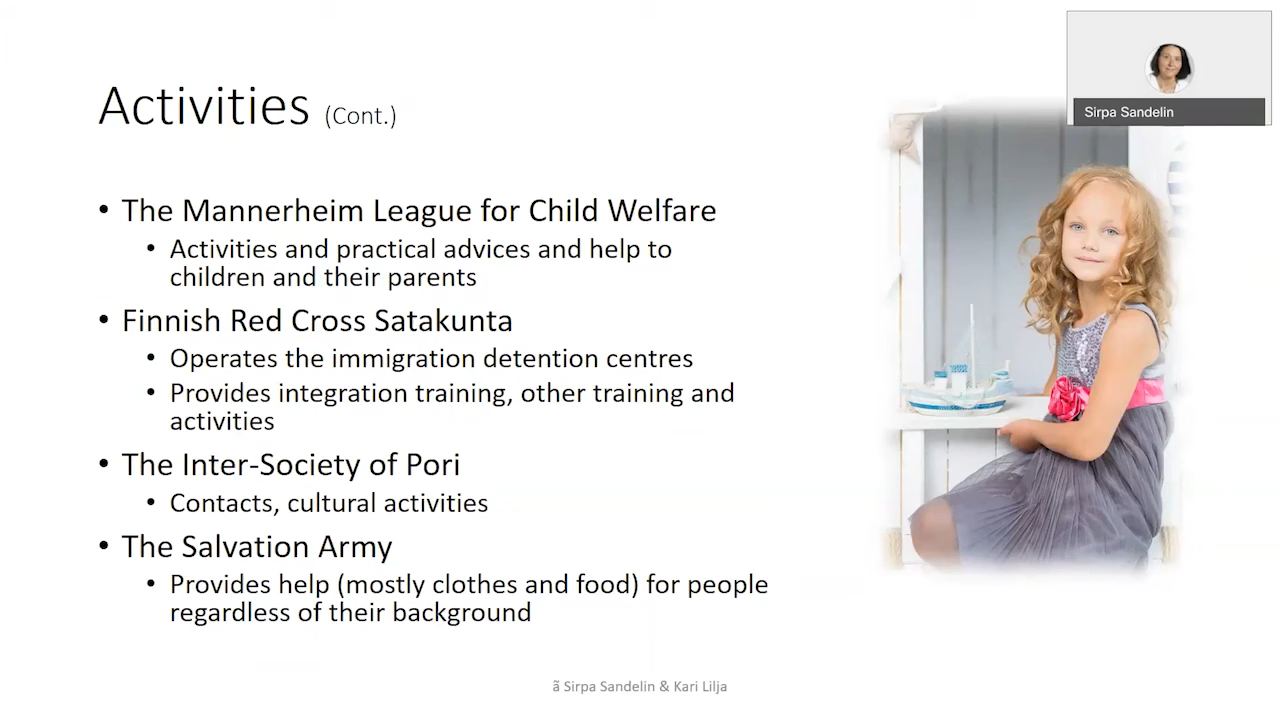 Sirpa Sandelin
Activities (Cont.)
• The Mannerheim League for Child Welfare
• Activities and practical advices and help to
children and their parents
• Finnish Red Cross Satakunta
• Operates the immigration detention centres
• Provides integration training, other training and
activities
• The Inter-Society of Pori
• Contacts, cultural activities
• The Salvation Army
• Provides help (mostly clothes and food) for people
regardless of their background
ã Sirpa Sandelin & Kari Lilja